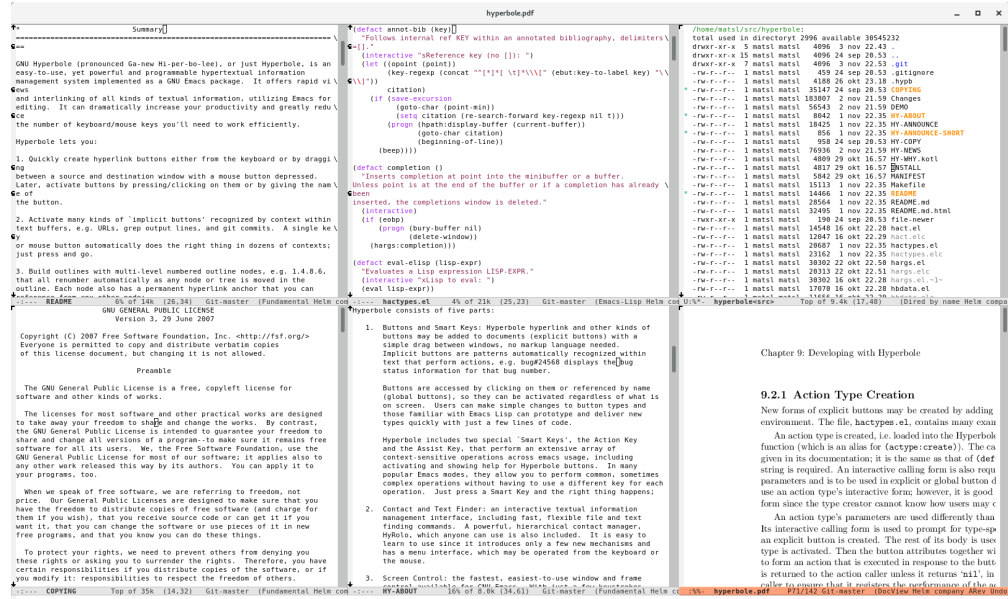 hyperbole.pdf
* Summary
===============================================================================\
==
GNU Hyperbole (pronounced Ga-new Hi-per-bo-lee), or just Hyperbole, is an
easy-to-use, yet powerful and programmable hypertextual information
management system implemented as a GNU Emacs package.  It offers rapid vi\
ews
and interlinking of all kinds of textual information, utilizing Emacs for
editing.  It can dramatically increase your productivity and greatly redu\
ce
the number of keyboard/mouse keys you'll need to work efficiently.
Hyperbole lets you:
1. Quickly create hyperlink buttons either from the keyboard or by draggi\
ng
between a source and destination window with a mouse button depressed.
Later, activate buttons by pressing/clicking on them or by giving the nam\
e of
the button.
2. Activate many kinds of `implicit buttons' recognized by context within
text buffers, e.g. URLs, grep output lines, and git commits.  A single ke\
y
or mouse button automatically does the right thing in dozens of contexts;
just press and go.
3. Build outlines with multi-level numbered outline nodes, e.g. 1.4.8.6,
that all renumber automatically as any node or tree is moved in the
outline. Each node also has a permanent hyperlink anchor that you can
-:---  README  6% of 14k  (26,34)  Git-master  (Fundamental Helm com
(defact annot-bib (key)
"Follows internal ref KEY within an annotated bibliography, delimiters\
=[]."
(interactive "sReference key (no []): ")
(let ((opoint (point))
(key-regexp (concat "^[*]*[ \t]*\\\[" (ebut:key-to-label key) "\\
\\]"))
citation)
(if (save-excursion
(goto-char (point-min))
(setq citation (re-search-forward key-regexp nil t)))
(progn (hpath:display-buffer (current-buffer))
(goto-char citation)
(beginning-of-line))
(beep))))
(defact completion ()
"Inserts completion at point into the minibuffer or a buffer.
Unless point is at the end of the buffer or if a completion has already \
been
inserted, the completions window is deleted."
(interactive)
(if (eobp)
(progn (bury-buffer nil)
(delete-window))
(hargs:completion)))
(defact eval-elisp (lisp-expr)
"Evaluates a Lisp expression LISP-EXPR."
(interactive "xLisp to eval: ")
(eval lisp-expr))
-:---  hactypes.el  4% of 21k  (25,23)  Git-master  (Emacs-Lisp Helm co
/home/matsl/src/hyperbole:
total used in directoryt 2996 available 30545232
drwxr-xr-x  5 matsl matsl  4096  3 nov 22.43 .
drwxr-xr-x 15 matsl matsl  4096  3 nov 22.59 ..
drwxr-xr-x  8 matsl matsl  4096  3 nov 22.59 .git
-rw-r--r--  1 matsl matsl  459 24 sep 20.53 .gitignore
-rw-r--r--  1 matsl matsl  4188 26 okt 23.18 .hypb
* -rw-r--r--  1 matsl matsl  35147 24 sep 20.53 COPYING
-rw-r--r--  1 matsl matsl  183807  2 nov 21.59 Changes
-rw-r--r--  1 matsl matsl  56543  2 nov 21.59 DEMO
* -rw-r--r--  1 matsl matsl  8042  1 nov 22.35 HY-ABOUT
-rw-r--r--  1 matsl matsl  18425  1 nov 22.35 HY-ANNOUNCE
* -rw-r--r--  1 matsl matsl  856  1 nov 22.35 HY-ANNOUNCE-SHORT
-rw-r--r--  1 matsl matsl  958 24 sep 20.53 HY-COPY
-rw-r--r--  1 matsl matsl  76936  2 nov 21.59 HY-NEWS
-rw-r--r--  1 matsl matsl  4809 29 okt 16.57 HY-WHY.kotl
-rw-r--r--  1 matsl matsl  4817 29 okt 16.57 INSTALL
-rw-r--r--  1 matsl matsl  5842 29 okt 16.57 MANIFEST
-rw-r--r--  1 matsl matsl  15113  1 nov 22.35 Makefile
* -rw-r--r--  1 matsl matsl  14466  1 nov 22.35 README
-rw-r--r--  1 matsl matsl  28564  1 nov 22.35 README.md
-rw-r--r--  1 matsl matsl  32495  1 nov 22.35 README.md.html
-rwxr-xr-x  1 matsl matsl  190 24 sep 20.53 file-newer
-rw-r--r--  1 matsl matsl  14548 16 okt 22.28 hact.el
-rw-r--r--  1 matsl matsl  12047 16 okt 22.29 hact.elc
-rw-r--r--  1 matsl matsl  20687  1 nov 22.35 hactypes.el
-rw-r--r--  1 matsl matsl  23162  1 nov 22.35 hactypes.elc
-rw-r--r--  1 matsl matsl  30302 22 okt 22.50 hargs.el
-rw-r--r--  1 matsl matsl  20313 22 okt 22.51 hargs.elc
-rw-r--r--  1 matsl matsl  30302 16 okt 22.28 hargs.el.~1~
-rw-r--r--  1 matsl matsl  17070 16 okt 22.28 hbdata.el
U:%*-  hyperbole<src>  Top of 9.4k (17,48)  (Dired by name Helm compan
GNU GENERAL PUBLIC LICENSE
Version 3, 29 June 2007
Copyright (C) 2007 Free Software Foundation, Inc. <http://fsf.org/>
Everyone is permitted to copy and distribute verbatim copies
of this license document, but changing it is not allowed.
Preamble
The GNU General Public License is a free, copyleft license for
software and other kinds of works.
The licenses for most software and other practical works are designed
to take away your freedom to share and change the works.  By contrast,
the GNU General Public License is intended to guarantee your freedom to
share and change all versions of a program--to make sure it remains free
software for all its users.  We, the Free Software Foundation, use the
GNU General Public License for most of our software; it applies also to
any other work released this way by its authors.  You can apply it to
your programs, too.
When we speak of free software, we are referring to freedom, not
price.  Our General Public Licenses are designed to make sure that you
have the freedom to distribute copies of free software (and charge for
them if you wish), that you receive source code or can get it if you
want it, that you can change the software or use pieces of it in new
free programs, and that you know you can do these things.
To protect your rights, we need to prevent others from denying you
these rights or asking you to surrender the rights.  Therefore, you have
certain responsibilities if you distribute copies of the software, or if
you modify it: responsibilities to respect the freedom of others.
-:---  COPYING  Top of 35k  (14,32)  Git-master  (Fundamental Helm com
Hyperbole consists of five parts:
1.  Buttons and Smart Keys: Hyperbole hyperlink and other kinds of
buttons may be added to documents (explicit buttons) with a
simple drag between windows, no markup language needed.
Implicit buttons are patterns automatically recognized within
text that perform actions, e.g. bug#24568 displays the bug
status information for that bug number.
Buttons are accessed by clicking on them or referenced by name
(global buttons), so they can be activated regardless of what is
on screen.  Users can make simple changes to button types and
those familiar with Emacs Lisp can prototype and deliver new
types quickly with just a few lines of code.
Hyperbole includes two special `Smart Keys', the Action Key
and the Assist Key, that perform an extensive array of
context-sensitive operations across emacs usage, including
activating and showing help for Hyperbole buttons.  In many
popular Emacs modes, they allow you to perform common, sometimes
complex operations without having to use a different key for each
operation.  Just press a Smart Key and the right thing happens;
2.  Contact and Text Finder: an interactive textual information
management interface, including fast, flexible file and text
finding commands.  A powerful, hierarchical contact manager,
HyRolo, which anyone can use is also included.  It is easy to
learn to use since it introduces only a few new mechanisms and
has a menu interface, which may be operated from the keyboard or
the mouse.
3.  Screen Control: the fastest, easiest-to-use window and frame
-:---  HY-ABOUT  16% of 8.0k (34,61)  Git-master  (Fundamental Helm co
Chapter 9: Developing with Hyperbole
9.2.1 Action Type Creation
New forms of explicit buttons may be created by adding
environment. The file, hactypes.el, contains many exam
An action type is created, i.e. loaded into the Hyperbole
function (which is an alias for (actype:create)). The ca
given in its documentation; it is the same as that of (def
string is required. An interactive calling form is also requ
parameters and is to be used in explicit or global button d
use an action type's interactive form; however, it is good
form since the type creator cannot know how users may c
An action type's parameters are used differently than
Its interactive calling form is used to prompt for type-spe
an explicit button is created. The rest of its body is used
type is activated. Then the button attributes together wi
to form an action that is executed in response to the butt
is returned to the action caller unless it returns 'nil', in
caller to ensure that it registers the performance of the ac
-:%%-  hyperbole.pdf  P71/142 Git-master  (DocView Helm company ARev Undo